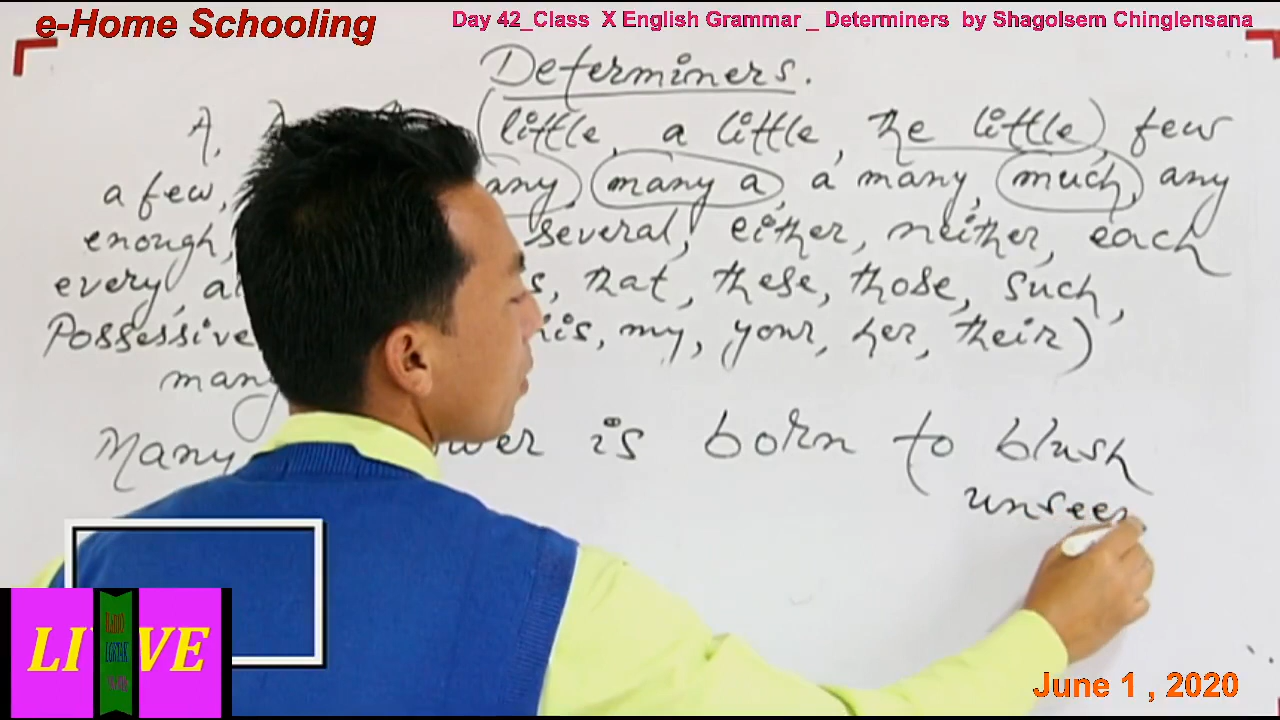 e-Home Schooling
Day 42_Class X English Grammar _ Determiners by Shagolsem Chinglensana
Determiners.
A, (little, a little, the little), few
a few, many a, a many, much, any
enough, several, either, neither, each
every, that, these, those, such,
Possessive my, your, her, their)
many
Many is born to blush
unseen
LIVE
June 1 , 2020